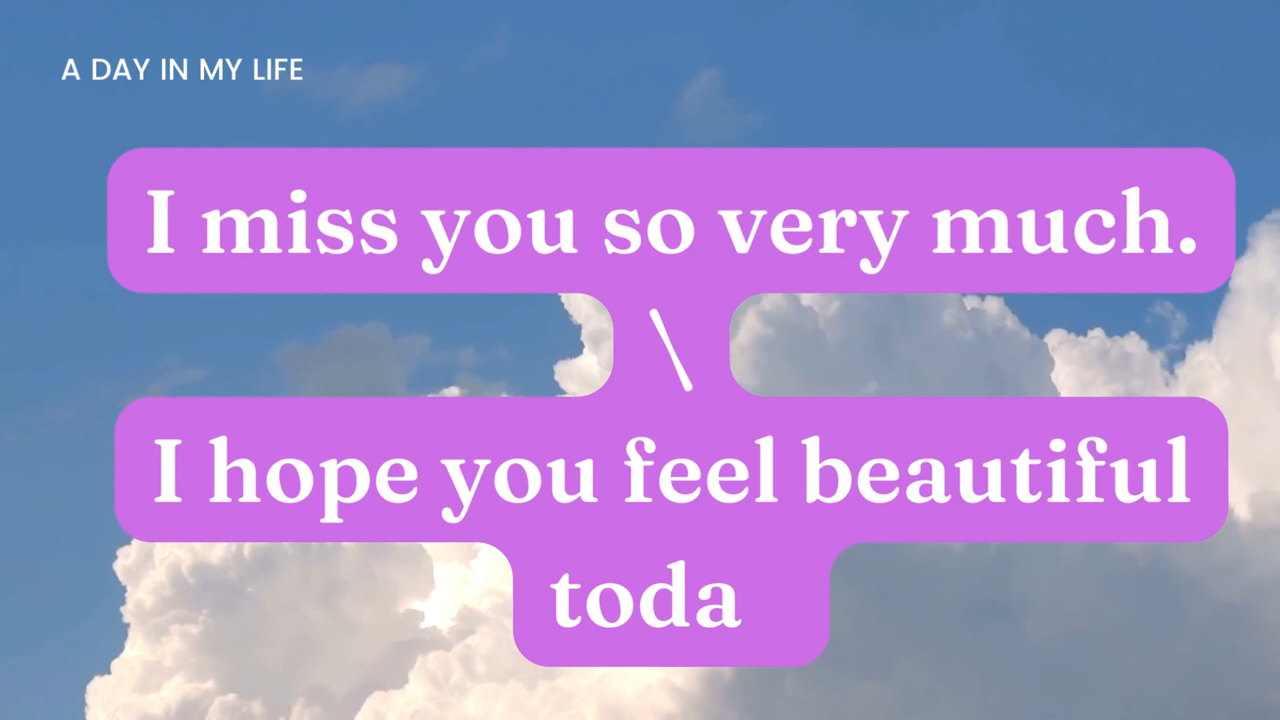 A DAY IN MY LIFE
I miss you so very much.
\
I hope you feel beautiful
toda